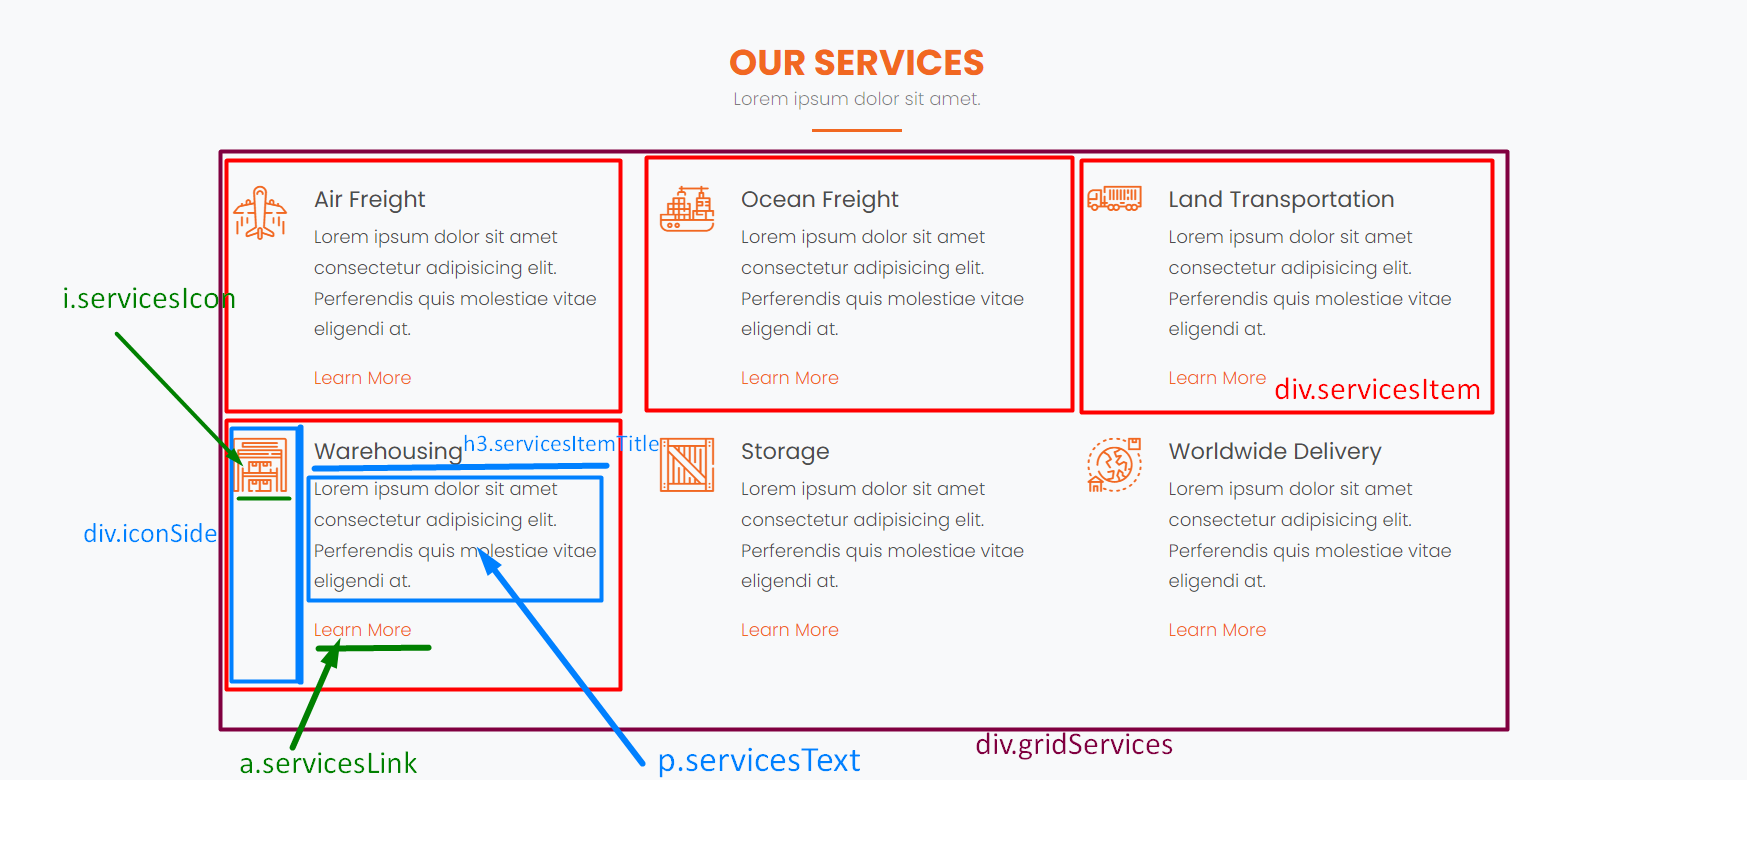 OUR SERVICES
Lorem ipsum dolor sit amet.
Air Freight
Lorem ipsum dolor sit amet
consectetur adipisicing elit.
Perferendis quis molestiae vitae
eligendi at.
Learn More
Ocean Freight
Lorem ipsum dolor sit amet
consectetur adipisicing elit.
Perferendis quis molestiae vitae
eligendi at.
Learn More
Land Transportation
Lorem ipsum dolor sit amet
consectetur adipisicing elit.
Perferendis quis molestiae vitae
eligendi at.
Learn More
div.servicesItem
i.servicesIcon
Warehousing
h3.servicesItemTitle
Lorem ipsum dolor sit amet
consectetur adipisicing elit.
Perferendis quis molestiae vitae
eligendi at.
Learn More
div.iconSide
Storage
Lorem ipsum dolor sit amet
consectetur adipisicing elit.
Perferendis quis molestiae vitae
eligendi at.
Learn More
Worldwide Delivery
Lorem ipsum dolor sit amet
consectetur adipisicing elit.
Perferendis quis molestiae vitae
eligendi at.
Learn More
div.gridServices
a.servicesLink
p.servicesText